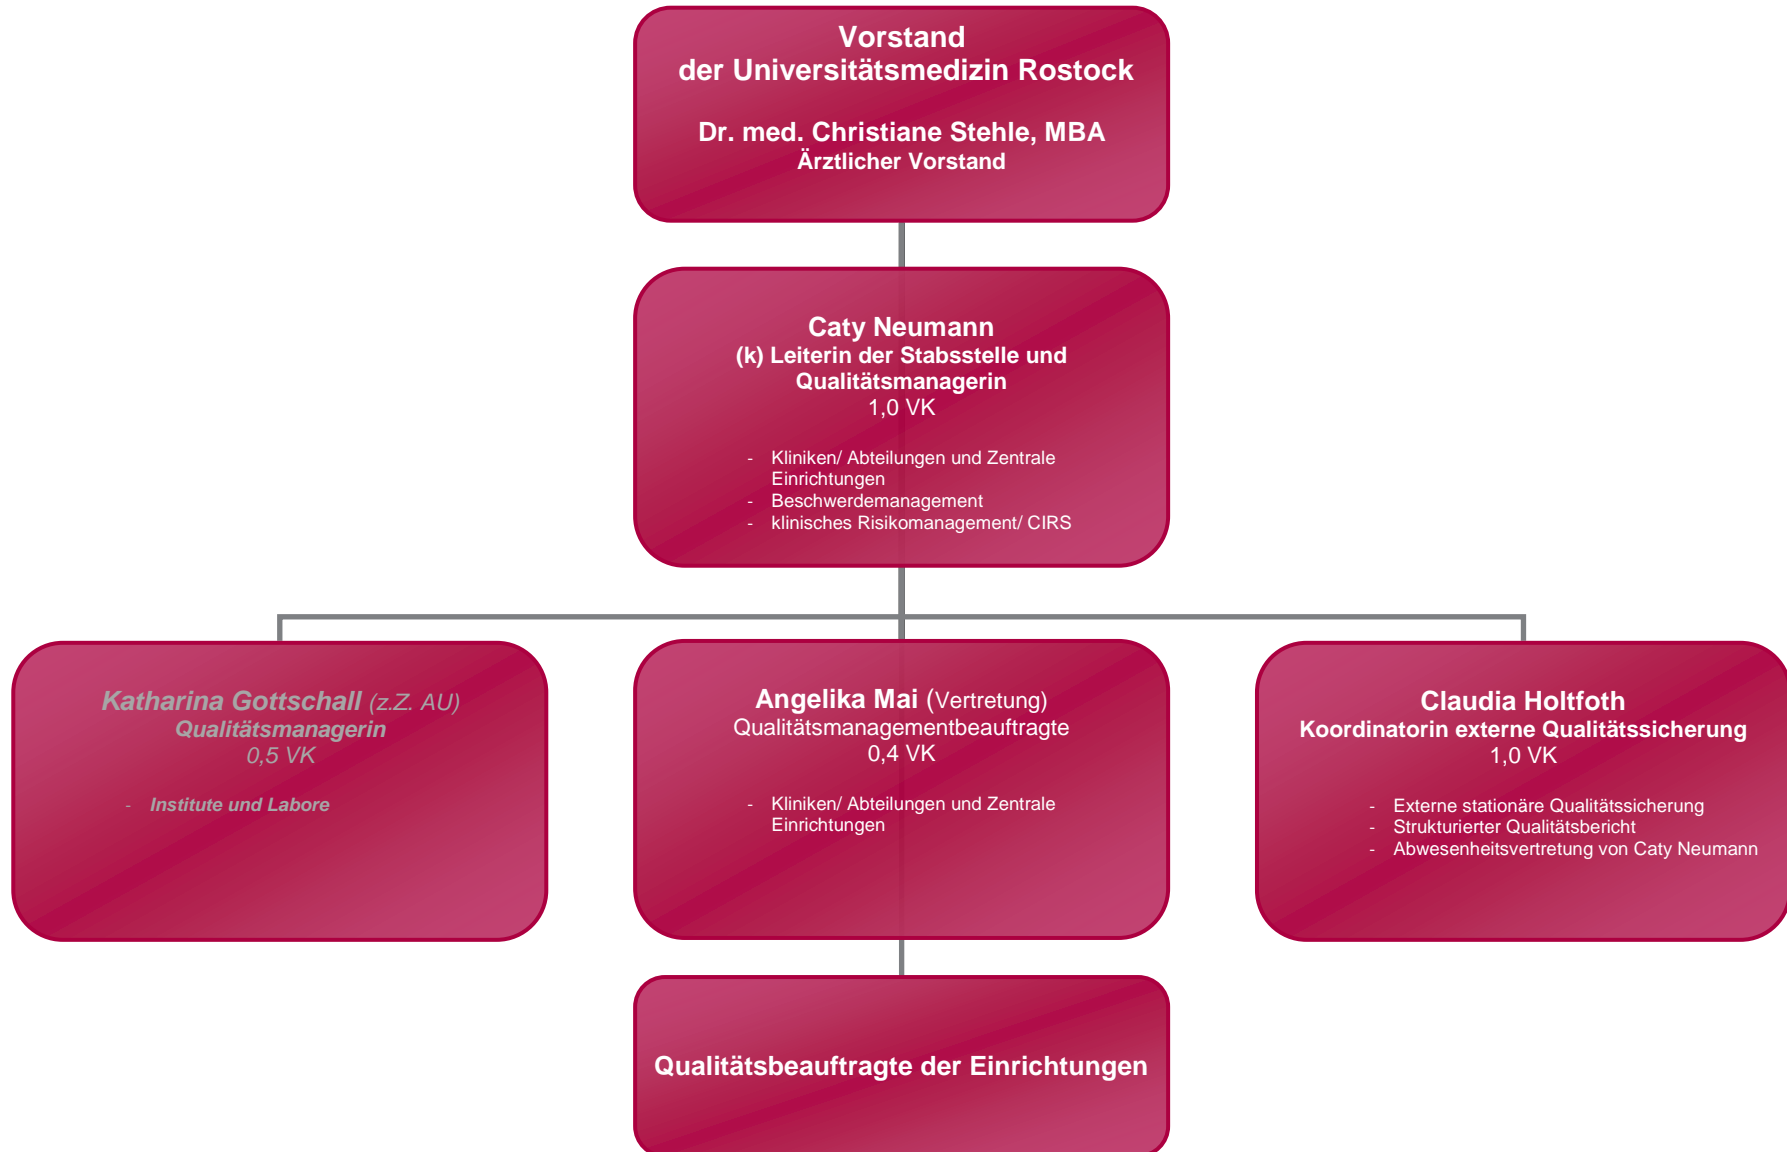 Vorstand
der Universitätsmedizin Rostock
Dr. med. Christiane Stehle, MBA
Ärztlicher Vorstand
Caty Neumann
(k) Leiterin der Stabsstelle und
Qualitätsmanagerin
1,0 VK
- Kliniken/ Abteilungen und Zentrale
Einrichtungen
- Beschwerdemanagement
- klinisches Risikomanagement/ CIRS
Katharina Gottschall (z.Z. AU)
Qualitätsmanagerin
0,5 VK
- Institute und Labore
Angelika Mai (Vertretung)
Qualitätsmanagementbeauftragte
0,4 VK
- Kliniken/ Abteilungen und Zentrale
Einrichtungen
Claudia Holtfoth
Koordinatorin externe Qualitätssicherung
1,0 VK
- Externe stationäre Qualitätssicherung
- Strukturierter Qualitätsbericht
- Abwesenheitsvertretung von Caty Neumann
Qualitätsbeauftragte der Einrichtungen